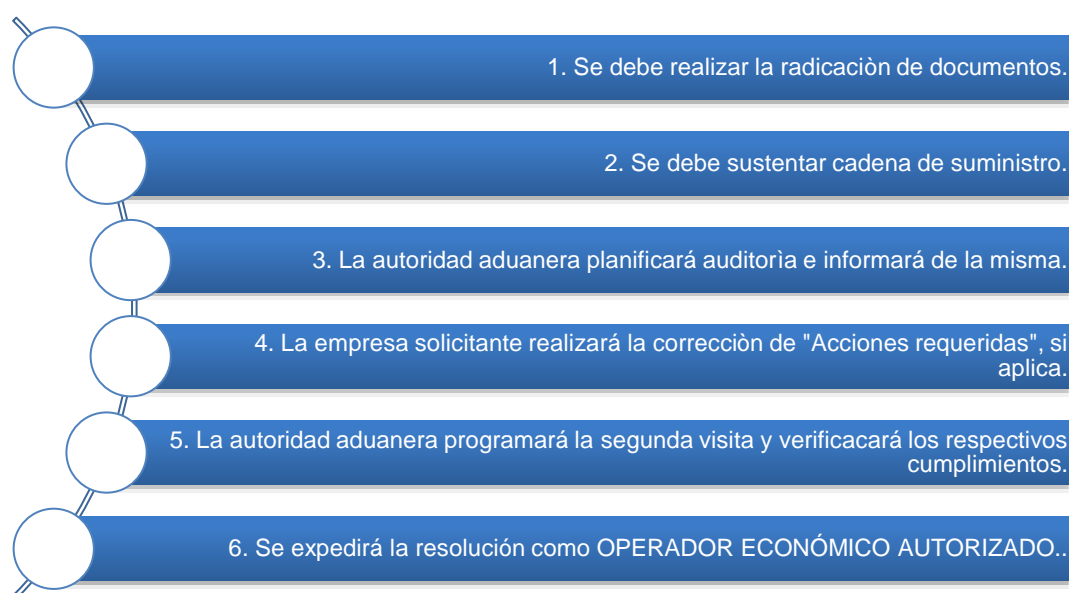 1. Se debe realizar la radicaciòn de documentos.
2. Se debe sustentar cadena de suministro.
3. La autoridad aduanera planificará auditorìa e informará de la misma.
4. La empresa solicitante realizará la correcciòn de "Acciones requeridas", si
aplica.
5. La autoridad aduanera programará la segunda visita y verificacará los respectivos
cumplimientos.
6. Se expedirá la resolución como OPERADOR ECONÓMICO AUTORIZADO..